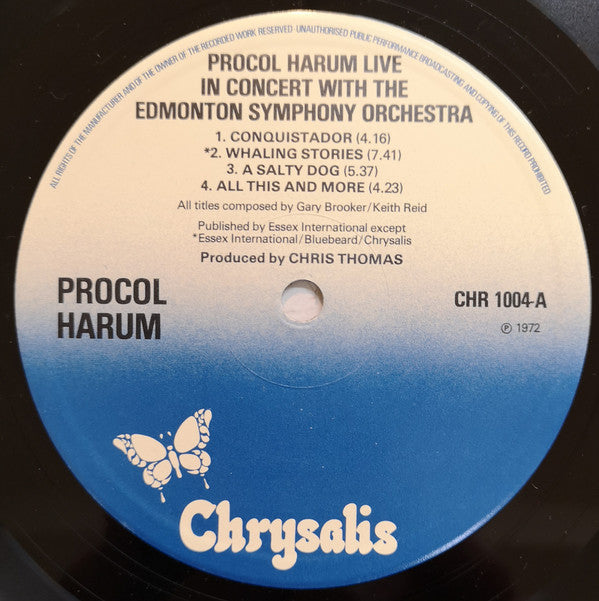 ALL RIGHTS OF THE MANUFACTURER AND OF THE OWNER OF THE RECORDED WORK RESERVED · UNAUTHORISED PUBLIC PERFORMANCE BROADCASTING AND COPYING OF THIS RECORD PROHIBITED
PROCOL HARUM LIVE
IN CONCERT WITH THE
EDMONTON SYMPHONY ORCHESTRA
1. CONQUISTADOR (4.16)
*2. WHALING STORIES (7.41)
3. A SALTY DOG (5.37)
4. ALL THIS AND MORE (4.23)
All titles composed by Gary Brooker/Keith Reid
Published by Essex International except
*Essex International/Bluebeard/Chrysalis
Produced by CHRIS THOMAS
PROCOL
HARUM
CHR 1004-A
℗ 1972
Chrysalis